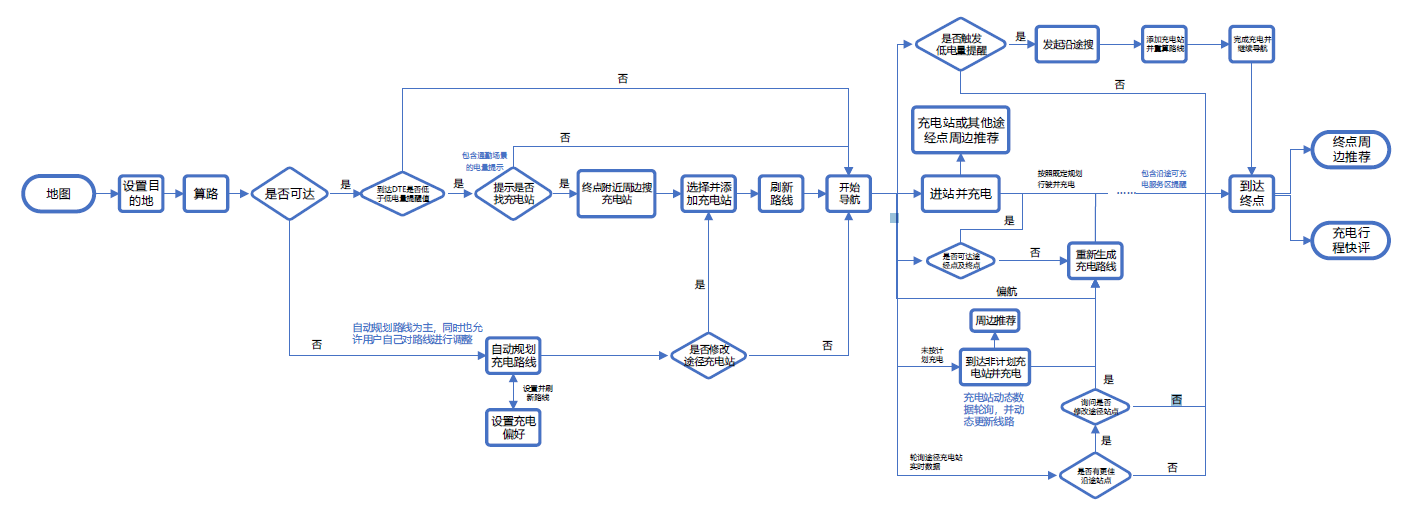 地图
设置目
的地
算路
是否可达
是
到达DTE是否低
于低电量提醒值
否
是
包含通勤场景
的电量提示
提示是否
找充电站
否
是
终点附近周边搜
充电站
选择并添
加充电站
刷新
路线
开始
导航
否
自动规划路线为主，同时也允
许用户自己对路线进行调整
自动规划
充电路线
设置并刷
新路线
设置充电
偏好
是否修改
途径充电站
是
否
是否触发
低电量提醒
是
发起沿途搜
添加充电站
并重算路线
完成充电并
继续导航
否
充电站或其他途
经点周边推荐
进站并充电
按照既定规划
行驶并充电
包含沿途可充
电服务区提醒
是
是否可达途
经点及终点
否
重新生成
充电路线
偏航
周边推荐
未按计
划充电
到达非计划充
电站并充电
充电站动态数
据轮询，并动
态更新线路
是
询问是否
修改途径站点
否
是
轮询途径充电站
实时数据
是否有更佳
沿途站点
否
到达
终点
终点周
边推荐
充电行
程快评